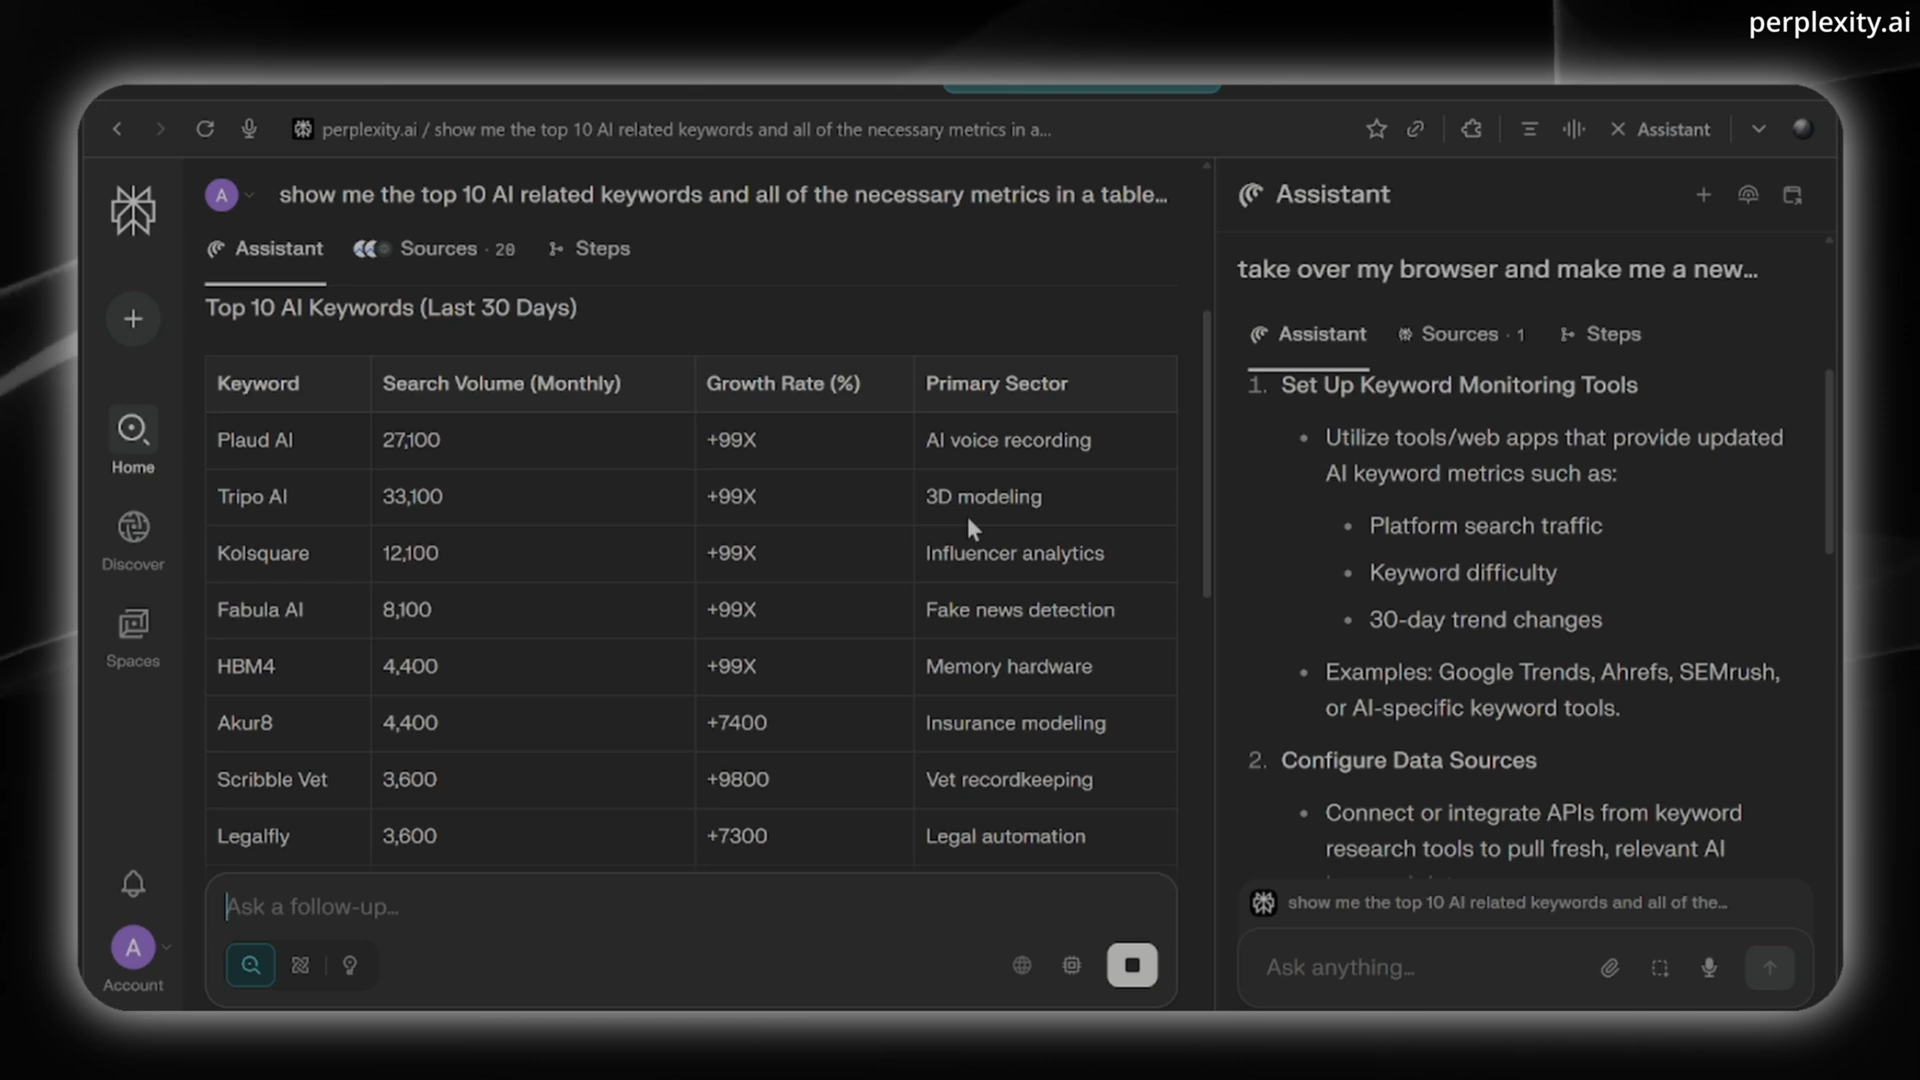 perplexity.ai
perplexity.ai / show me the top 10 AI related keywords and all of the necessary metrics in a...
Assistant
A
show me the top 10 AI related keywords and all of the necessary metrics in a table...
Assistant
Sources · 20
Steps
Top 10 AI Keywords (Last 30 Days)
Keyword Search Volume (Monthly) Growth Rate (%) Primary Sector
Plaud AI 27,100 +99X AI voice recording
Tripo AI 33,100 +99X 3D modeling
Kolsquare 12,100 +99X Influencer analytics
Fabula AI 8,100 +99X Fake news detection
HBM4 4,400 +99X Memory hardware
Akur8 4,400 +7400 Insurance modeling
Scribble Vet 3,600 +9800 Vet recordkeeping
Legalfly 3,600 +7300 Legal automation
Ask a follow-up...
Home
Discover
Spaces
A
Account
Assistant
take over my browser and make me a new...
Assistant
Sources · 1
Steps
1. Set Up Keyword Monitoring Tools
• Utilize tools/web apps that provide updated
AI keyword metrics such as:
• Platform search traffic
• Keyword difficulty
• 30-day trend changes
• Examples: Google Trends, Ahrefs, SEMrush,
or AI-specific keyword tools.
2. Configure Data Sources
• Connect or integrate APIs from keyword
research tools to pull fresh, relevant AI
show me the top 10 AI related keywords and all of the...
Ask anything...